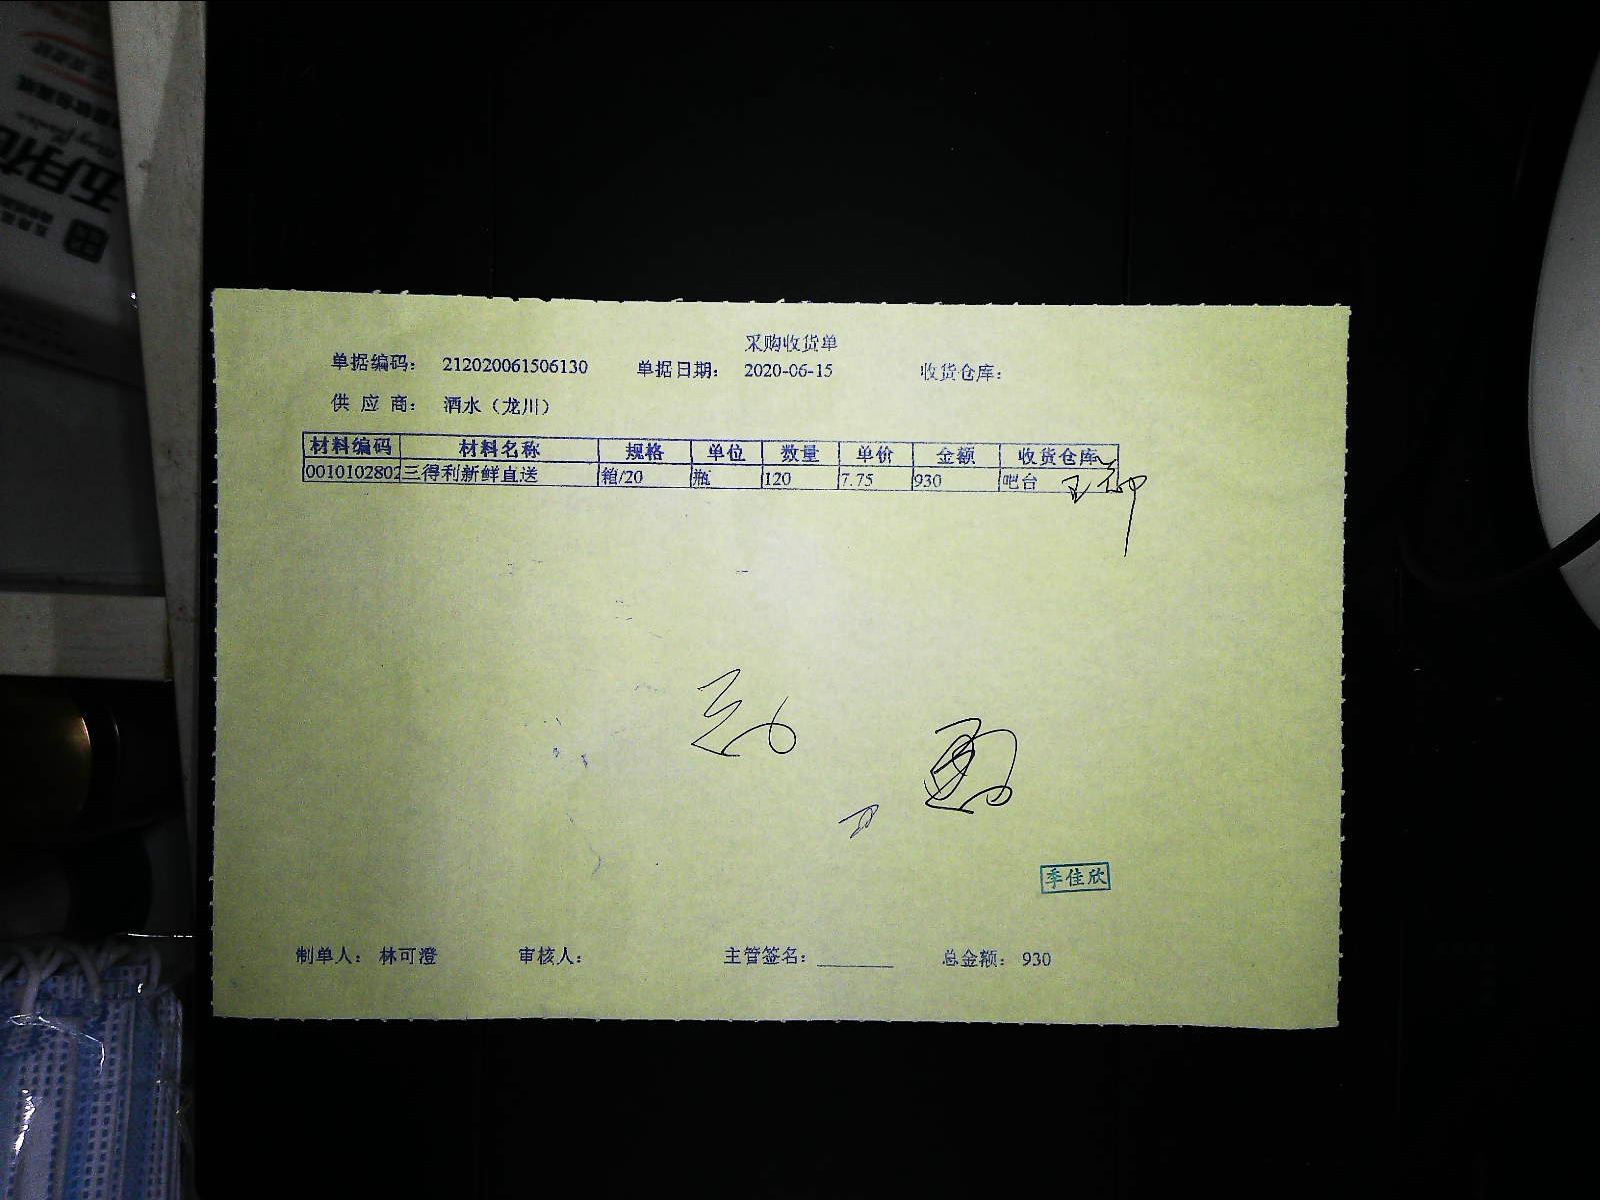 采购收货单
单据编码： 212020061506130 单据日期： 2020-06-15 收货仓库：
供 应 商： 酒水（龙川）
材料编码 材料名称 规格 单位 数量 单价 金额 收货仓库
0010102802 三得利新鲜直送 箱/20 瓶 120 7.75 930 吧台
季佳欣
制单人： 林可澄 审核人： 主管签名：________ 总金额： 930
五月花